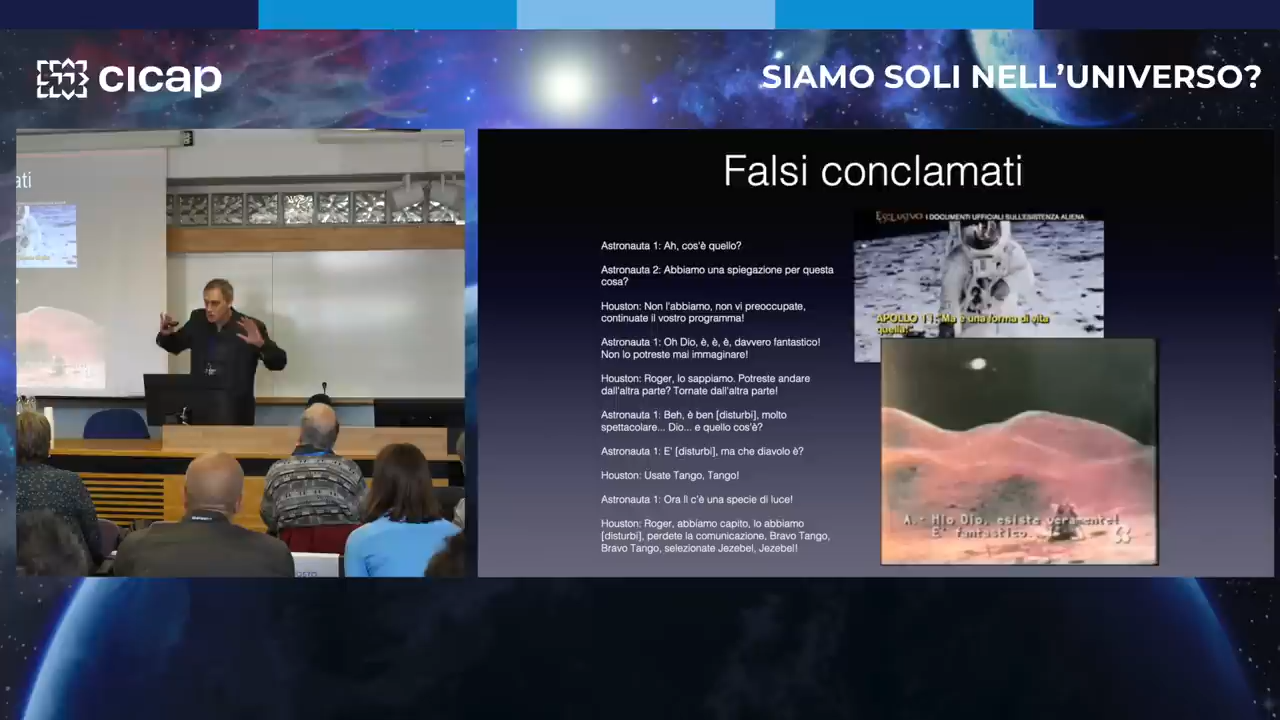 cicap
SIAMO SOLI NELL'UNIVERSO?
ati
Falsi conclamati
Astronauta 1: Ah, cos'è quello?
Astronauta 2: Abbiamo una spiegazione per questa
cosa?
Houston: Non l'abbiamo, non vi preoccupate,
continuate il vostro programma!
Astronauta 1: Oh Dio, è, è, è, davvero fantastico!
Non lo potreste mai immaginare!
Houston: Roger, lo sappiamo. Potreste andare
dall'altra parte? Tornate dall'altra parte!
Astronauta 1: Beh, è ben [disturbi], molto
spettacolare... Dio... e quello cos'è?
Astronauta 1: E' [disturbi], ma che diavolo è?
Houston: Usate Tango, Tango!
Astronauta 1: Ora lì c'è una specie di luce!
Houston: Roger, abbiamo capito, lo abbiamo
[disturbi], perdete la comunicazione, Bravo Tango,
Bravo Tango, selezionate Jezebel, Jezebel!
ESCLUSIVO I DOCUMENTI UFFICIALI SULL'ESISTENZA ALIENA
APOLLO 11: "Ma è una forma di vita
quella!"
A.: Mio Dio, esiste veramente!
E' fantastico.